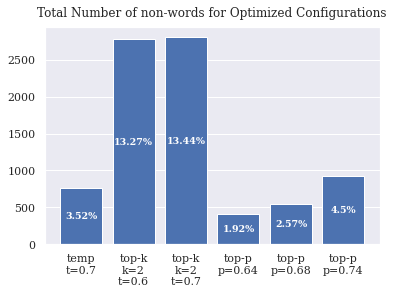 Total Number of non-words for Optimized Configurations
2500
2000
1500
1000
500
0
3.52%
13.27%
13.44%
1.92%
2.57%
4.5%
temp
t=0.7
top-k
k=2
t=0.6
top-k
k=2
t=0.7
top-p
p=0.64
top-p
p=0.68
top-p
p=0.74